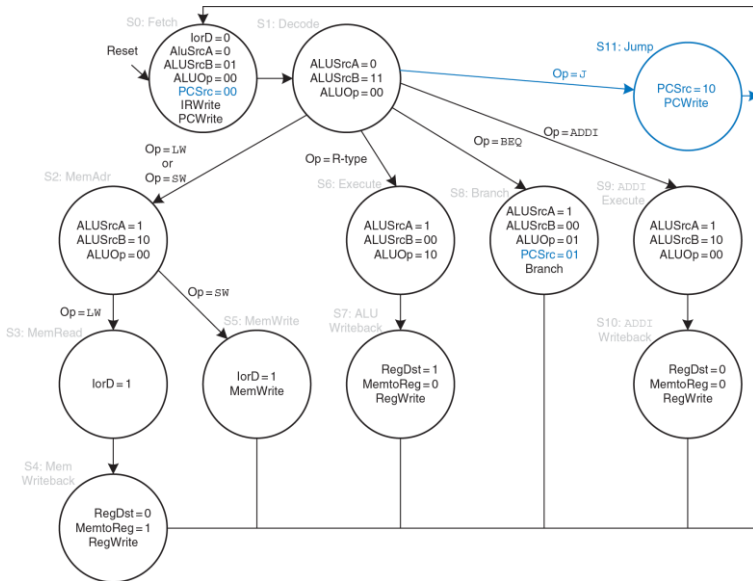 S0: Fetch
S1: Decode
Reset
IorD = 0
AluSrcA = 0
ALUSrcB = 01
ALUOp = 00
PCSrc = 00
IRWrite
PCWrite
ALUSrcA = 0
ALUSrcB = 11
ALUOp = 00
S11: Jump
Op = J
PCSrc = 10
PCWrite
Op = LW
or
Op = SW
Op = R-type
Op = BEQ
Op = ADDI
S2: MemAdr
S6: Execute
S8: Branch
S9: ADDI
Execute
ALUSrcA = 1
ALUSrcB = 10
ALUOp = 00
ALUSrcA = 1
ALUSrcB = 00
ALUOp = 10
ALUSrcA = 1
ALUSrcB = 00
ALUOp = 01
PCSrc = 01
Branch
ALUSrcA = 1
ALUSrcB = 10
ALUOp = 00
Op = LW
Op = SW
S3: MemRead
S5: MemWrite
S7: ALU
Writeback
S10: ADDI
Writeback
IorD = 1
IorD = 1
MemWrite
RegDst = 1
MemtoReg = 0
RegWrite
RegDst = 0
MemtoReg = 0
RegWrite
S4: Mem
Writeback
RegDst = 0
MemtoReg = 1
RegWrite